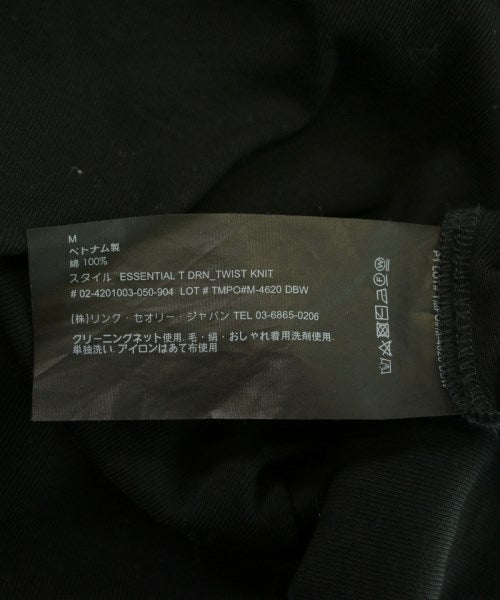 M
ベトナム製
綿 100%
スタイル ESSENTIAL T DRN_TWIST KNIT
# 02-4201003-050-904 LOT # TMPO#M-4620 DBW
(株)リンク・セオリー・ジャパン TEL 03-6865-0206
クリーニングネット使用. 毛・絹・おしゃれ着用洗剤使用.
単独洗い. アイロンはあて布使用